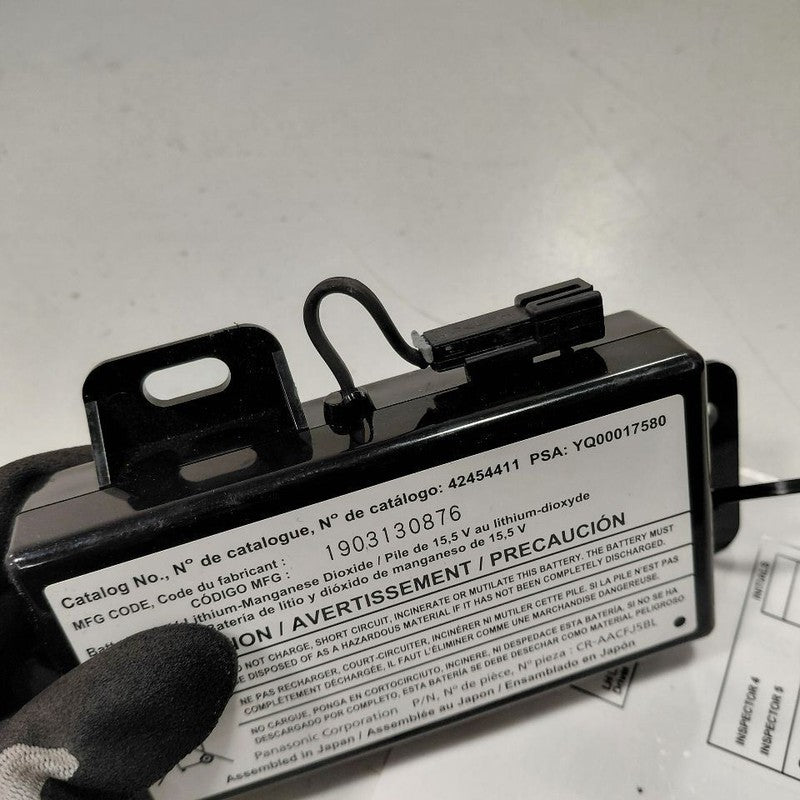 Catalog No., Nº de catalogue, Nº de catálogo: 42454411 PSA: YQ00017580
MFG CODE, Code du fabricant :
CÓDIGO MFG : 1903130876
Lithium-Manganese Dioxide / Pile de 15,5 V au lithium-dioxyde
Batería de litio y dióxido de manganeso de 15,5 V
ION / AVERTISSEMENT / PRECAUCIÓN
NOT CHARGE, SHORT CIRCUIT, INCINERATE OR MUTILATE THIS BATTERY. THE BATTERY MUST
BE DISPOSED OF AS A HAZARDOUS MATERIAL IF IT HAS NOT BEEN COMPLETELY DISCHARGED.
NE PAS RECHARGER, COURT-CIRCUITER, INCINÉRER NI MUTILER CETTE PILE. SI LA PILE N'EST PAS
COMPLÈTEMENT DÉCHARGÉE, IL FAUT L'ÉLIMINER COMME UNE MARCHANDISE DANGEREUSE.
NO CARGUE, PONGA EN CORTOCIRCUITO, INCINERE, NI DESPEDACE ESTA BATERÍA. SI NO SE HA
DESCARGADO POR COMPLETO, ESTA BATERÍA SE DEBE DESECHAR COMO MATERIAL PELIGROSO
Panasonic Corporation P/N, Nº de pièce, Nº pieza : CR-AACFJ5BL
Assembled in Japan / Assemblée au Japon / Ensamblado en Japón
INITIALS
INSPECTOR 4
INSPECTOR 5